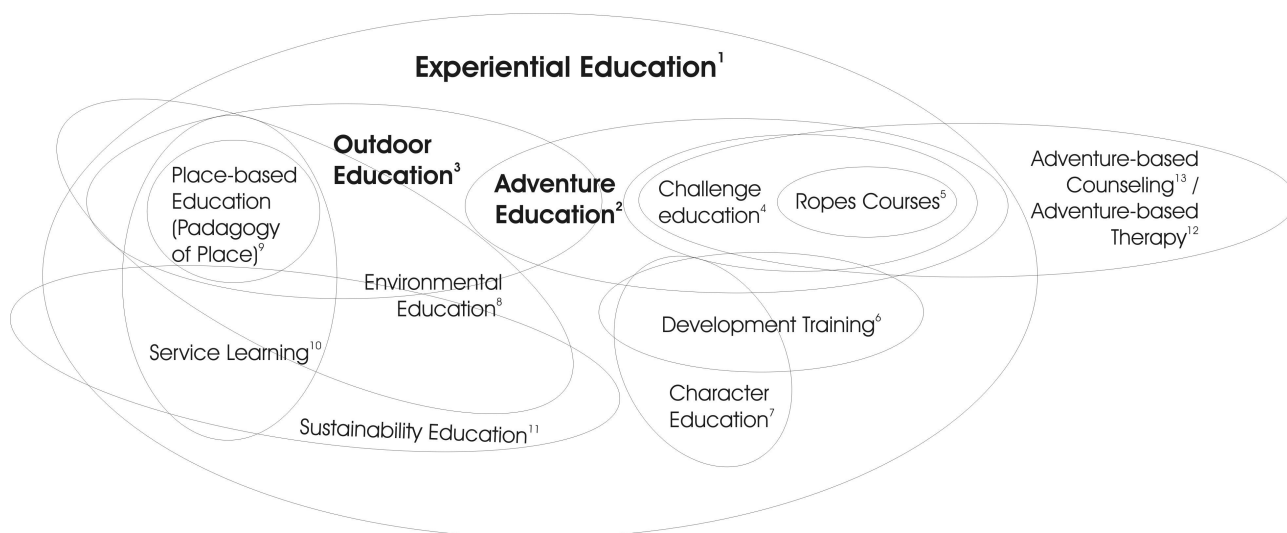 Experiential Education¹
Outdoor
Education³
Place-based
Education
(Padagogy
of Place)⁹
Adventure
Education²
Challenge
education⁴
Ropes Courses⁵
Adventure-based
Counseling¹³ /
Adventure-based
Therapy¹²
Environmental
Education⁸
Development Training⁶
Service Learning¹⁰
Character
Education⁷
Sustainability Education¹¹